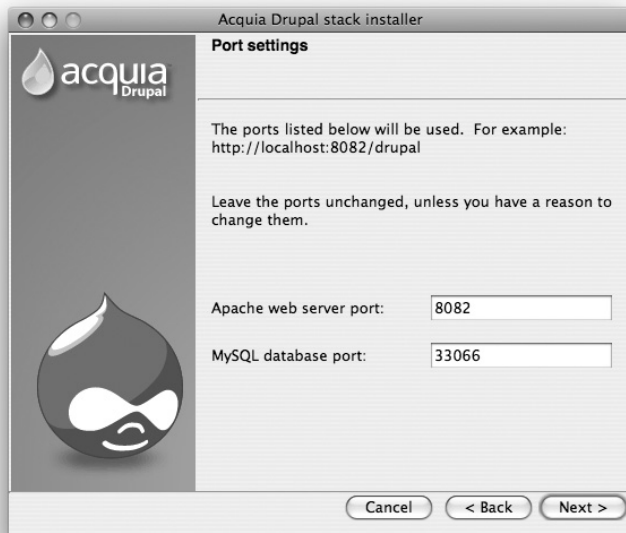 Acquia Drupal stack installer
acquia
Drupal
Port settings
The ports listed below will be used. For example:
http://localhost:8082/drupal
Leave the ports unchanged, unless you have a reason to
change them.
Apache web server port: 8082
MySQL database port: 33066
Cancel < Back Next >